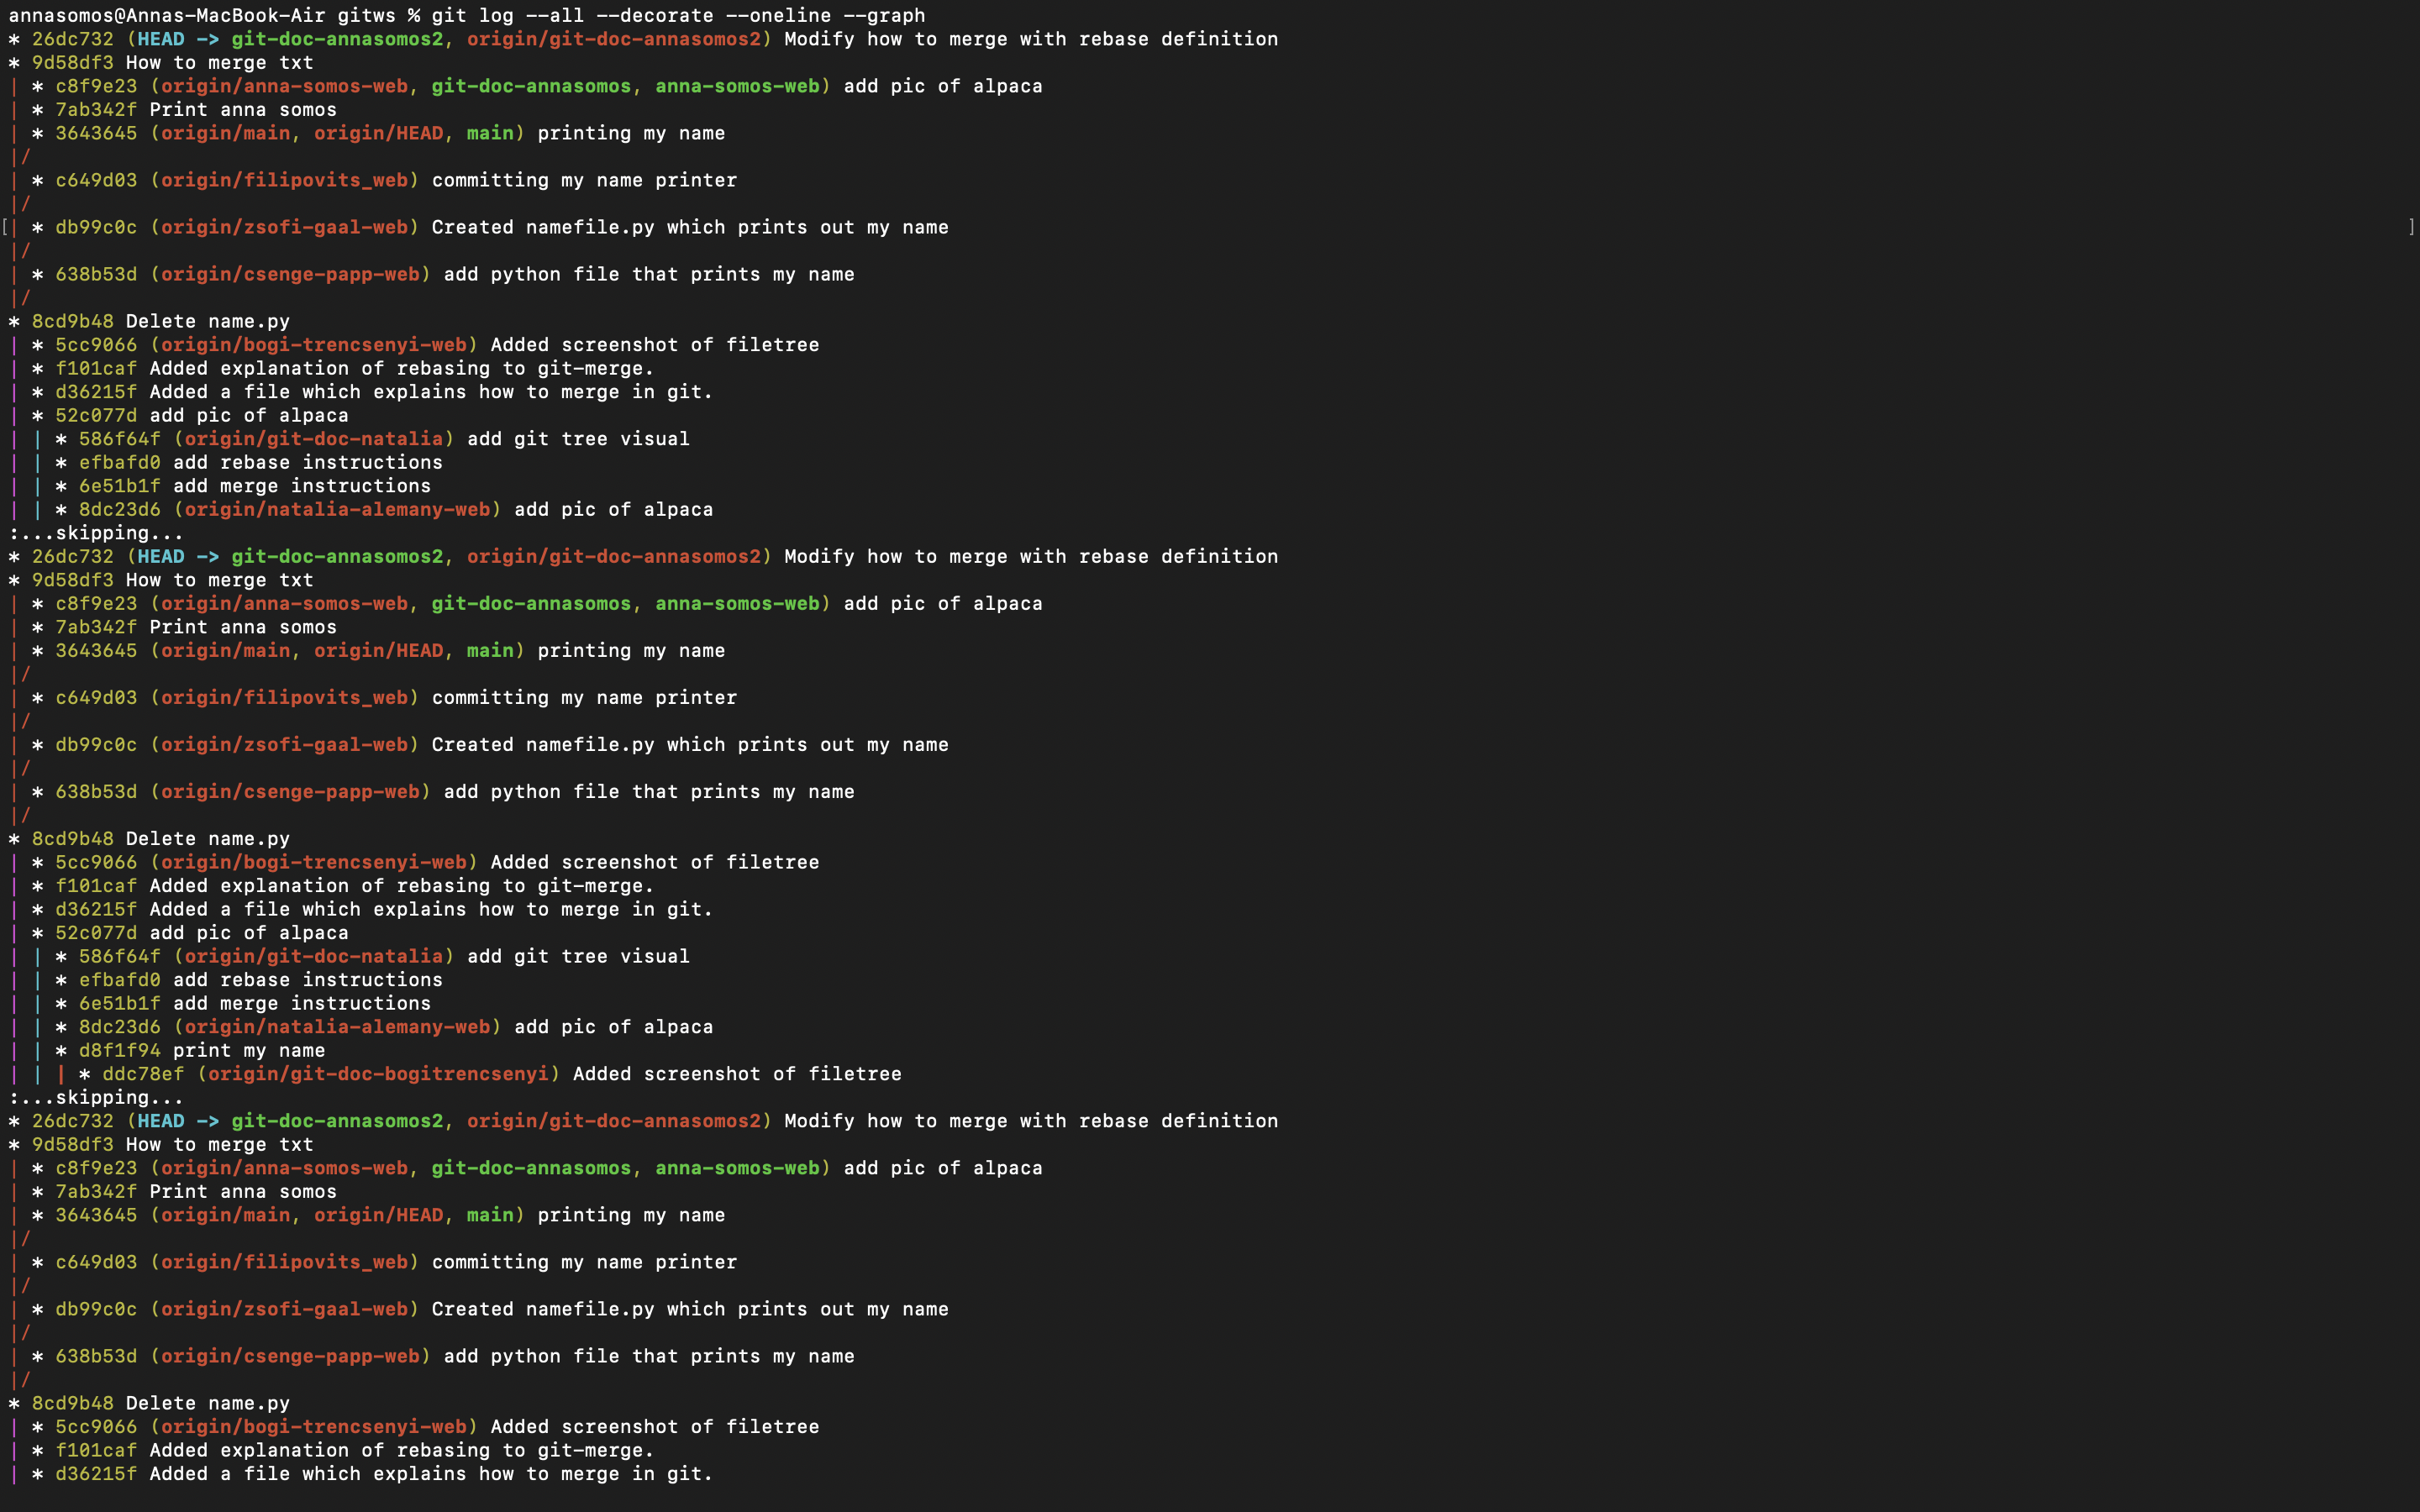 annasomos@Annas-MacBook-Air gitws % git log --all --decorate --oneline --graph
* 26dc732 (HEAD -> git-doc-annasomos2, origin/git-doc-annasomos2) Modify how to merge with rebase definition
* 9d58df3 How to merge txt
| * c8f9e23 (origin/anna-somos-web, git-doc-annasomos, anna-somos-web) add pic of alpaca
| * 7ab342f Print anna somos
| * 3643645 (origin/main, origin/HEAD, main) printing my name
|/
| * c649d03 (origin/filipovits_web) committing my name printer
|/
[| * db99c0c (origin/zsofi-gaal-web) Created namefile.py which prints out my name ]
|/
| * 638b53d (origin/csenge-papp-web) add python file that prints my name
|/
* 8cd9b48 Delete name.py
| * 5cc9066 (origin/bogi-trencsenyi-web) Added screenshot of filetree
| * f101caf Added explanation of rebasing to git-merge.
| * d36215f Added a file which explains how to merge in git.
| * 52c077d add pic of alpaca
| | * 586f64f (origin/git-doc-natalia) add git tree visual
| | * efbafd0 add rebase instructions
| | * 6e51b1f add merge instructions
| | * 8dc23d6 (origin/natalia-alemany-web) add pic of alpaca
:...skipping...
* 26dc732 (HEAD -> git-doc-annasomos2, origin/git-doc-annasomos2) Modify how to merge with rebase definition
* 9d58df3 How to merge txt
| * c8f9e23 (origin/anna-somos-web, git-doc-annasomos, anna-somos-web) add pic of alpaca
| * 7ab342f Print anna somos
| * 3643645 (origin/main, origin/HEAD, main) printing my name
|/
| * c649d03 (origin/filipovits_web) committing my name printer
|/
| * db99c0c (origin/zsofi-gaal-web) Created namefile.py which prints out my name
|/
| * 638b53d (origin/csenge-papp-web) add python file that prints my name
|/
* 8cd9b48 Delete name.py
| * 5cc9066 (origin/bogi-trencsenyi-web) Added screenshot of filetree
| * f101caf Added explanation of rebasing to git-merge.
| * d36215f Added a file which explains how to merge in git.
| * 52c077d add pic of alpaca
| | * 586f64f (origin/git-doc-natalia) add git tree visual
| | * efbafd0 add rebase instructions
| | * 6e51b1f add merge instructions
| | * 8dc23d6 (origin/natalia-alemany-web) add pic of alpaca
| | * d8f1f94 print my name
| | | * ddc78ef (origin/git-doc-bogitrencsenyi) Added screenshot of filetree
:...skipping...
* 26dc732 (HEAD -> git-doc-annasomos2, origin/git-doc-annasomos2) Modify how to merge with rebase definition
* 9d58df3 How to merge txt
| * c8f9e23 (origin/anna-somos-web, git-doc-annasomos, anna-somos-web) add pic of alpaca
| * 7ab342f Print anna somos
| * 3643645 (origin/main, origin/HEAD, main) printing my name
|/
| * c649d03 (origin/filipovits_web) committing my name printer
|/
| * db99c0c (origin/zsofi-gaal-web) Created namefile.py which prints out my name
|/
| * 638b53d (origin/csenge-papp-web) add python file that prints my name
|/
* 8cd9b48 Delete name.py
| * 5cc9066 (origin/bogi-trencsenyi-web) Added screenshot of filetree
| * f101caf Added explanation of rebasing to git-merge.
| * d36215f Added a file which explains how to merge in git.